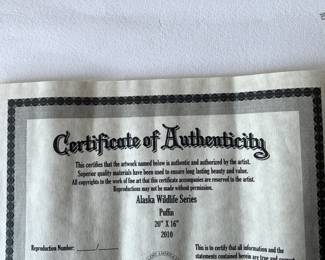 Certificate of Authenticity
This certifies that the artwork named below is authentic and authorized by the artist.
Superior quality materials have been used to ensure long lasting beauty and value.
All copyrights to the work of fine art that this certificate accompanies are reserved to the artist.
Reproductions may not be made without permission.
Alaska Wildlife Series
Puffin
20" X 16"
2010
Reproduction Number: ____/____
This is to certify that all information and the
statements contained herein are true and correct